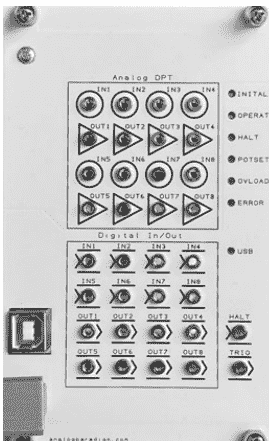 Analog DPT
IN1 IN2 IN3 IN4
INITAL
OPERAT
OUT1 OUT2 OUT3 OUT4
HALT
POTSET
IN5 IN6 IN7 IN8
OVLOAD
OUT5 OUT6 OUT7 OUT8
ERROR
Digital In/Out
IN1 IN2 IN3 IN4
USB
IN5 IN6 IN7 IN8
OUT1 OUT2 OUT3 OUT4 HALT
OUT5 OUT6 OUT7 OUT8 TRIG
analogparadigm.com